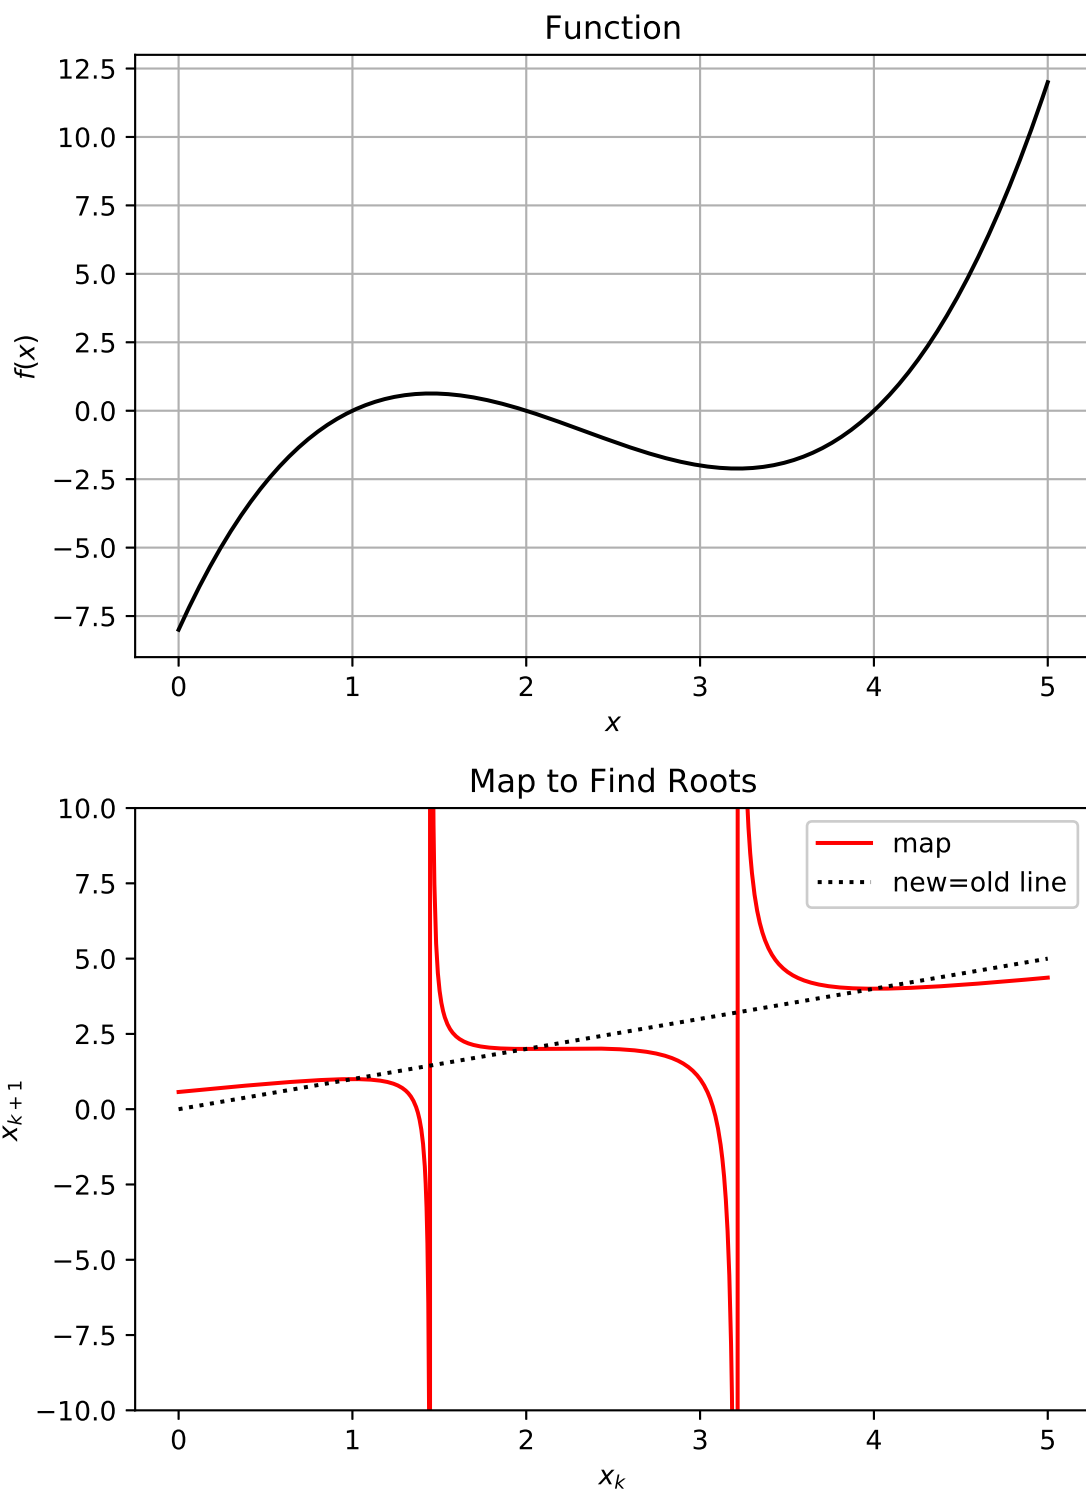 Function
12.5
10.0
7.5
5.0
2.5
0.0
−2.5
−5.0
−7.5
f(x)
0 1 2 3 4 5
x
Map to Find Roots
10.0
7.5
5.0
2.5
0.0
−2.5
−5.0
−7.5
−10.0
x_{k+1}
map
new=old line
0 1 2 3 4 5
x_k